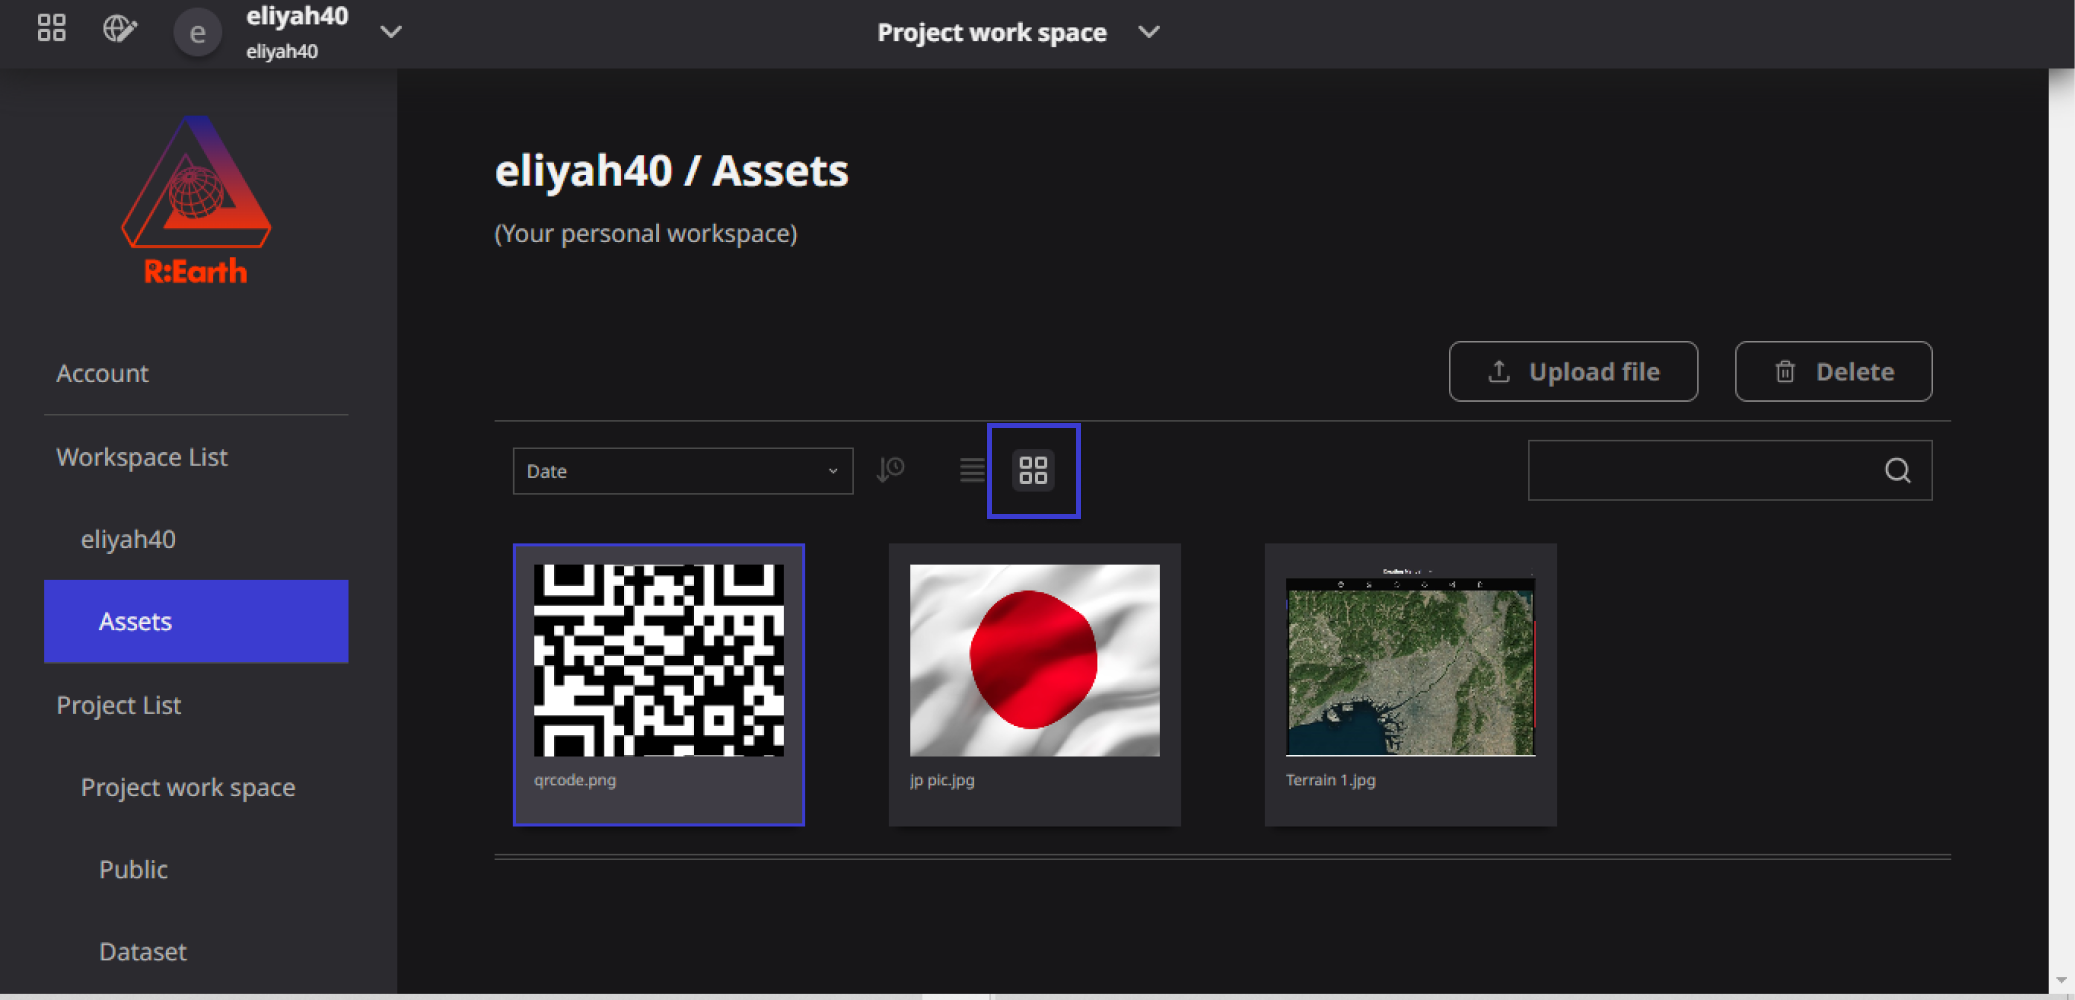 e
eliyah40
eliyah40
Project work space
R:Earth
Account
Workspace List
eliyah40
Assets
Project List
Project work space
Public
Dataset
eliyah40 / Assets
(Your personal workspace)
Upload file
Delete
Date
qrcode.png
jp pic.jpg
Terrain 1.jpg